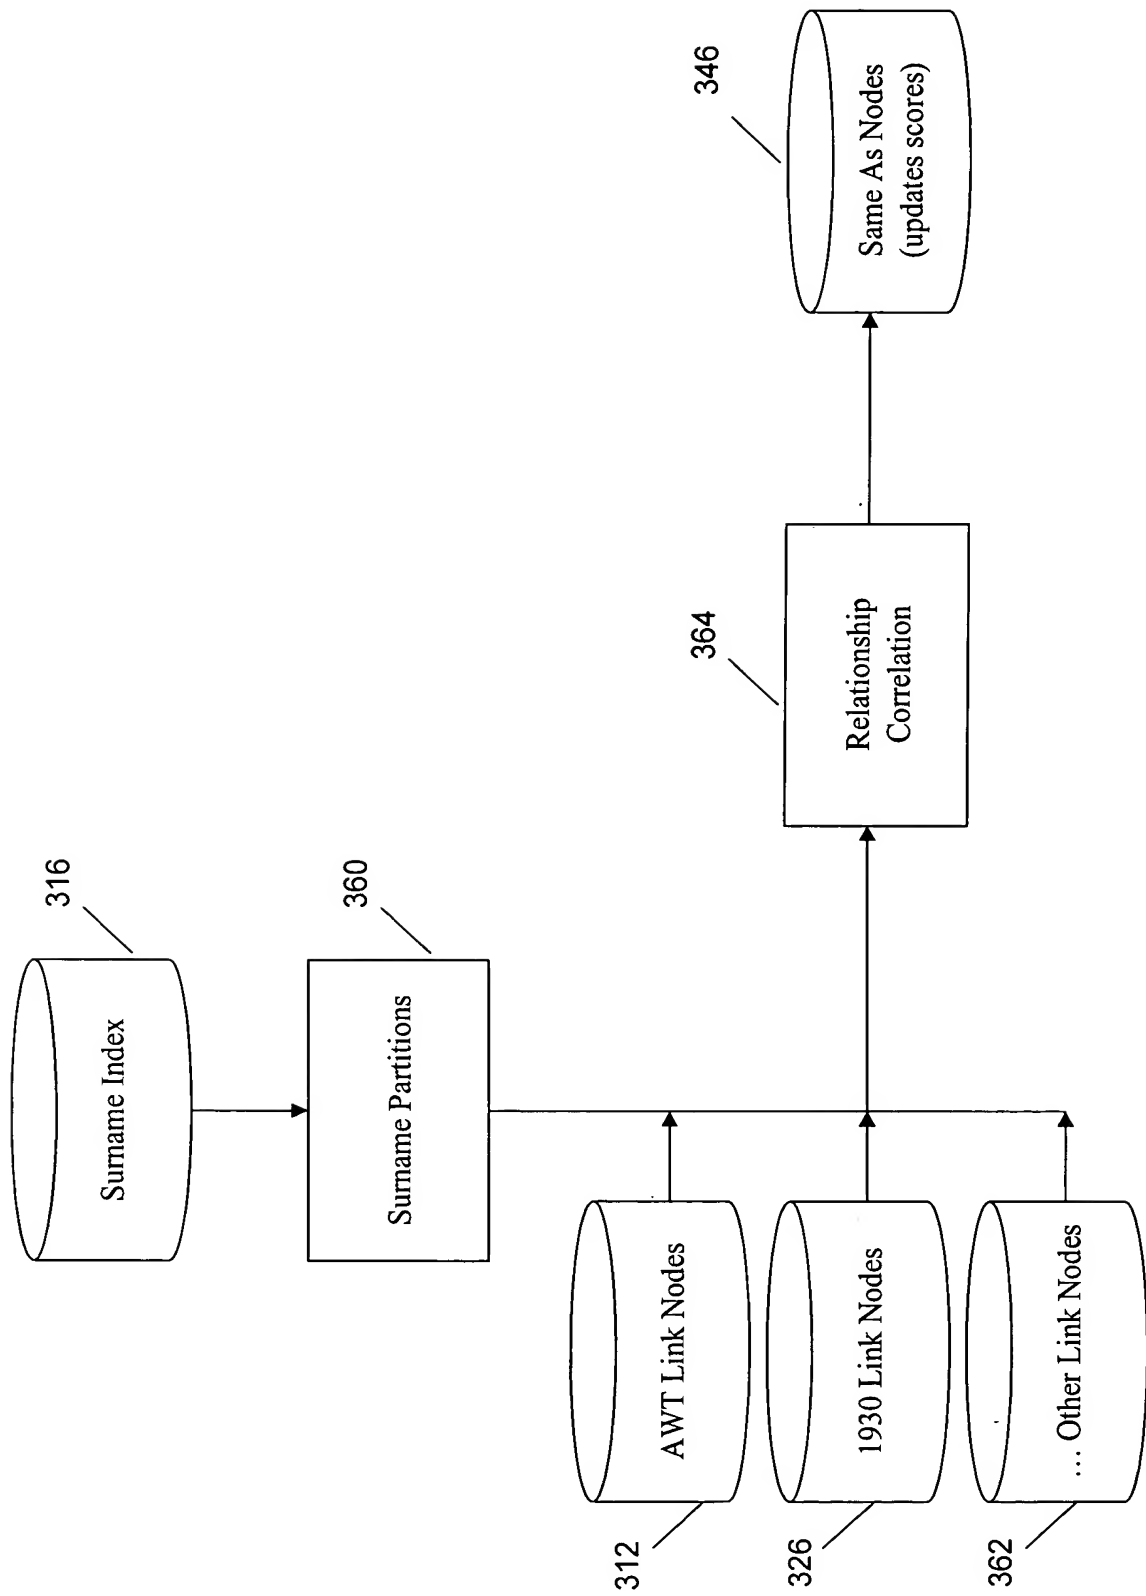 316
Surname Index
360
Surname Partitions
312
AWT Link Nodes
326
1930 Link Nodes
362
... Other Link Nodes
364
Relationship
Correlation
346
Same As Nodes
(updates scores)